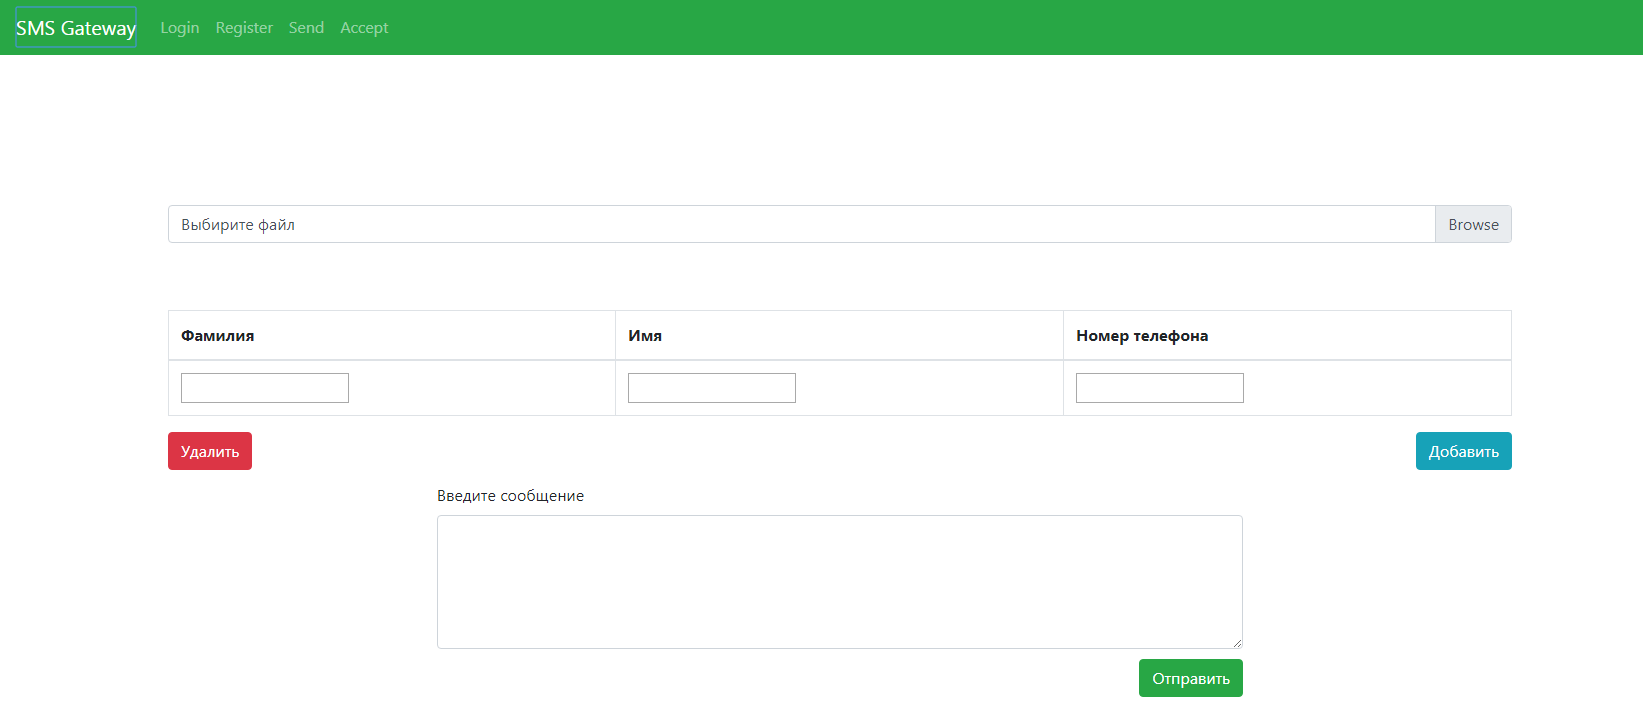 SMS Gateway Login Register Send Accept
Выбирите файл Browse
Фамилия Имя Номер телефона
Удалить Добавить
Введите сообщение
Отправить